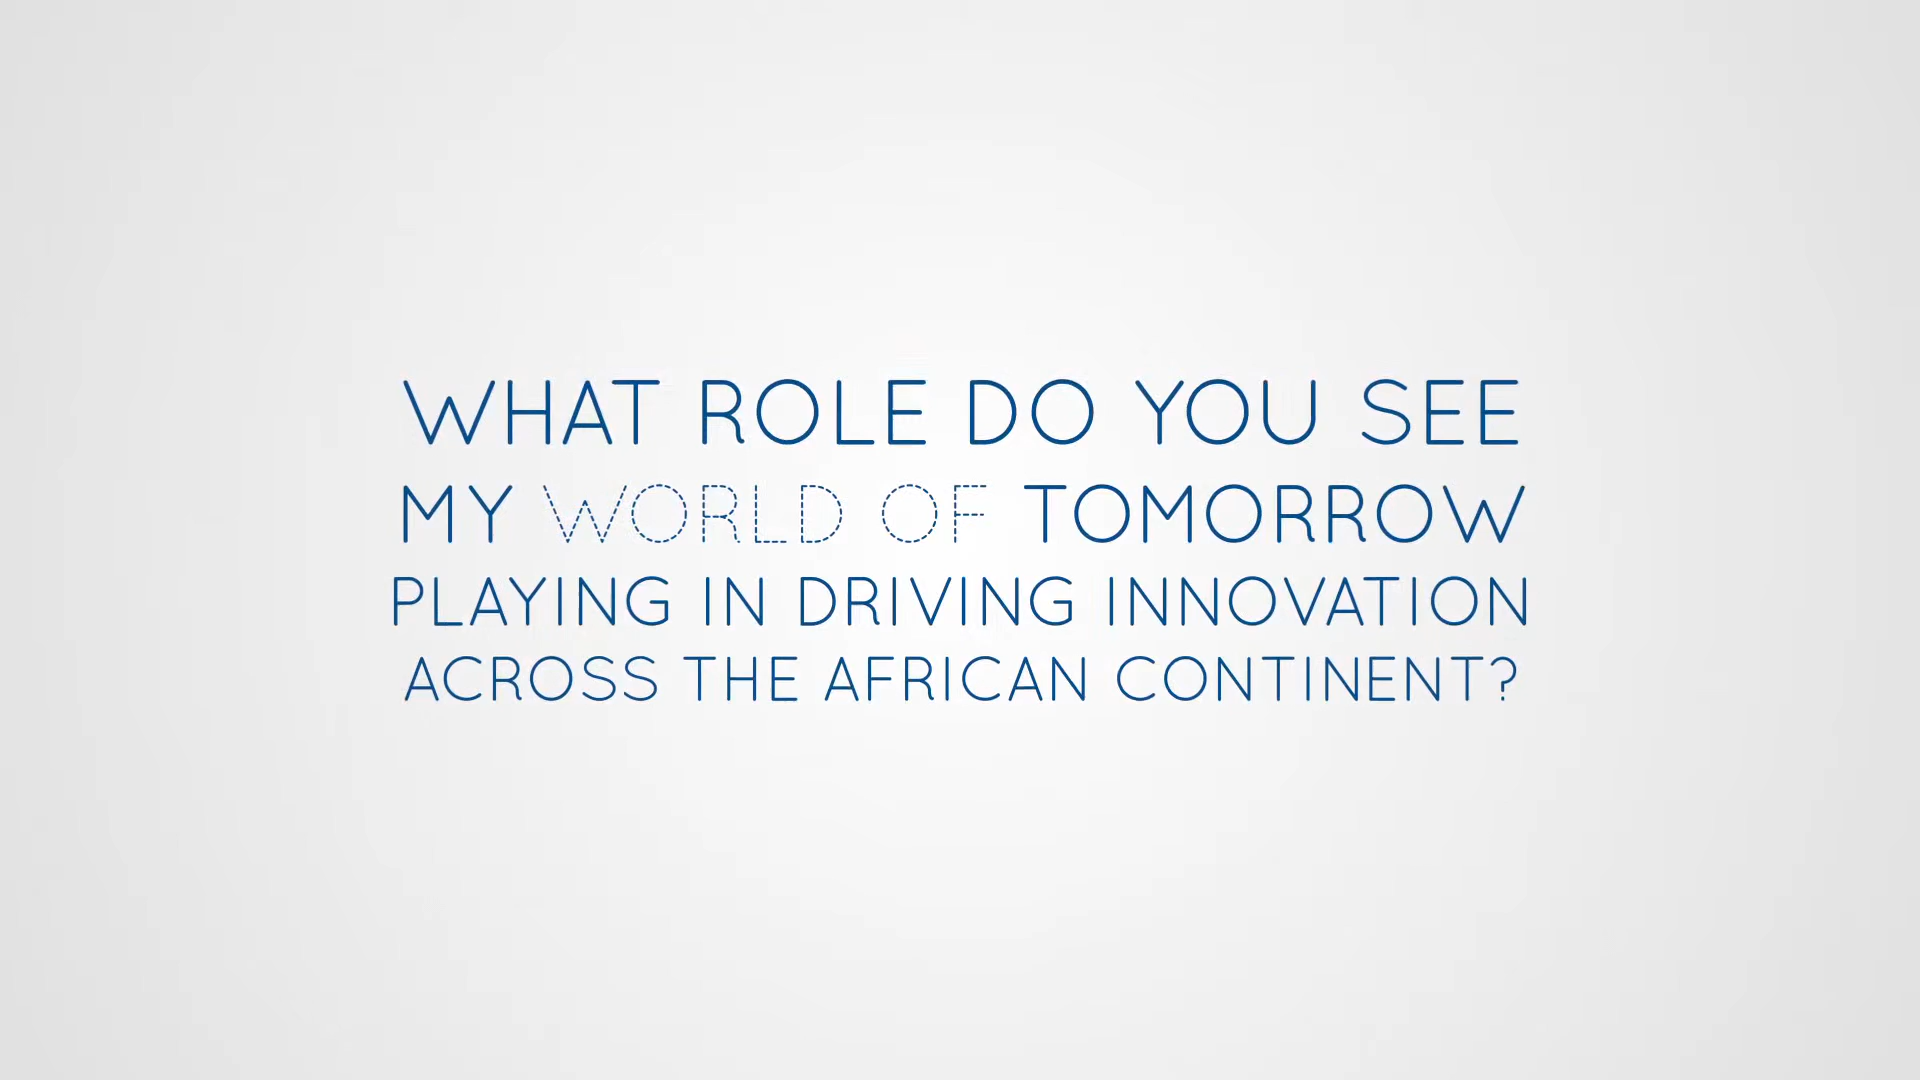 WHAT ROLE DO YOU SEE
MY WORLD OF TOMORROW
PLAYING IN DRIVING INNOVATION
ACROSS THE AFRICAN CONTINENT?